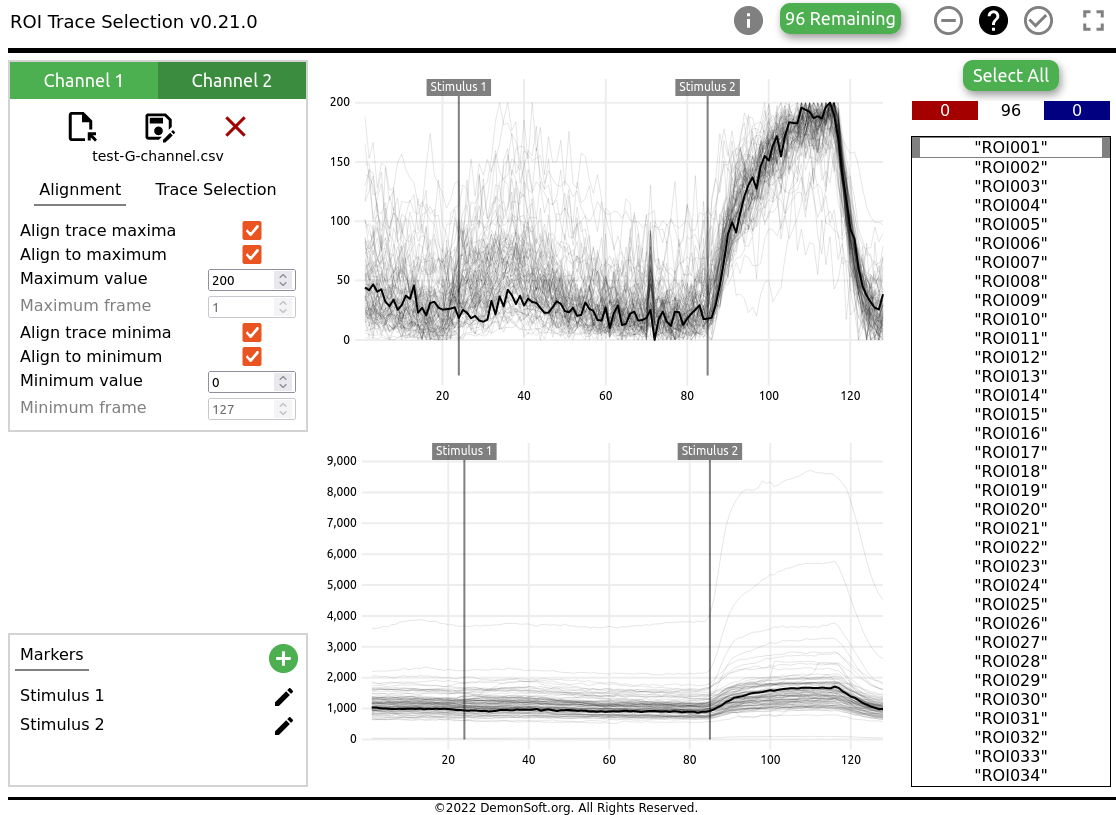 ROI Trace Selection v0.21.0
96 Remaining
Channel 1 Channel 2
test-G-channel.csv
Alignment Trace Selection
Align trace maxima
Align to maximum
Maximum value 200
Maximum frame 1
Align trace minima
Align to minimum
Minimum value 0
Minimum frame 127
Markers
Stimulus 1
Stimulus 2
Stimulus 1 Stimulus 2
200
150
100
50
0
20 40 60 80 100 120
Stimulus 1 Stimulus 2
9,000
8,000
7,000
6,000
5,000
4,000
3,000
2,000
1,000
0
20 40 60 80 100 120
Select All
0 96 0
"ROI001"
"ROI002"
"ROI003"
"ROI004"
"ROI005"
"ROI006"
"ROI007"
"ROI008"
"ROI009"
"ROI010"
"ROI011"
"ROI012"
"ROI013"
"ROI014"
"ROI015"
"ROI016"
"ROI017"
"ROI018"
"ROI019"
"ROI020"
"ROI021"
"ROI022"
"ROI023"
"ROI024"
"ROI025"
"ROI026"
"ROI027"
"ROI028"
"ROI029"
"ROI030"
"ROI031"
"ROI032"
"ROI033"
"ROI034"
©2022 DemonSoft.org. All Rights Reserved.